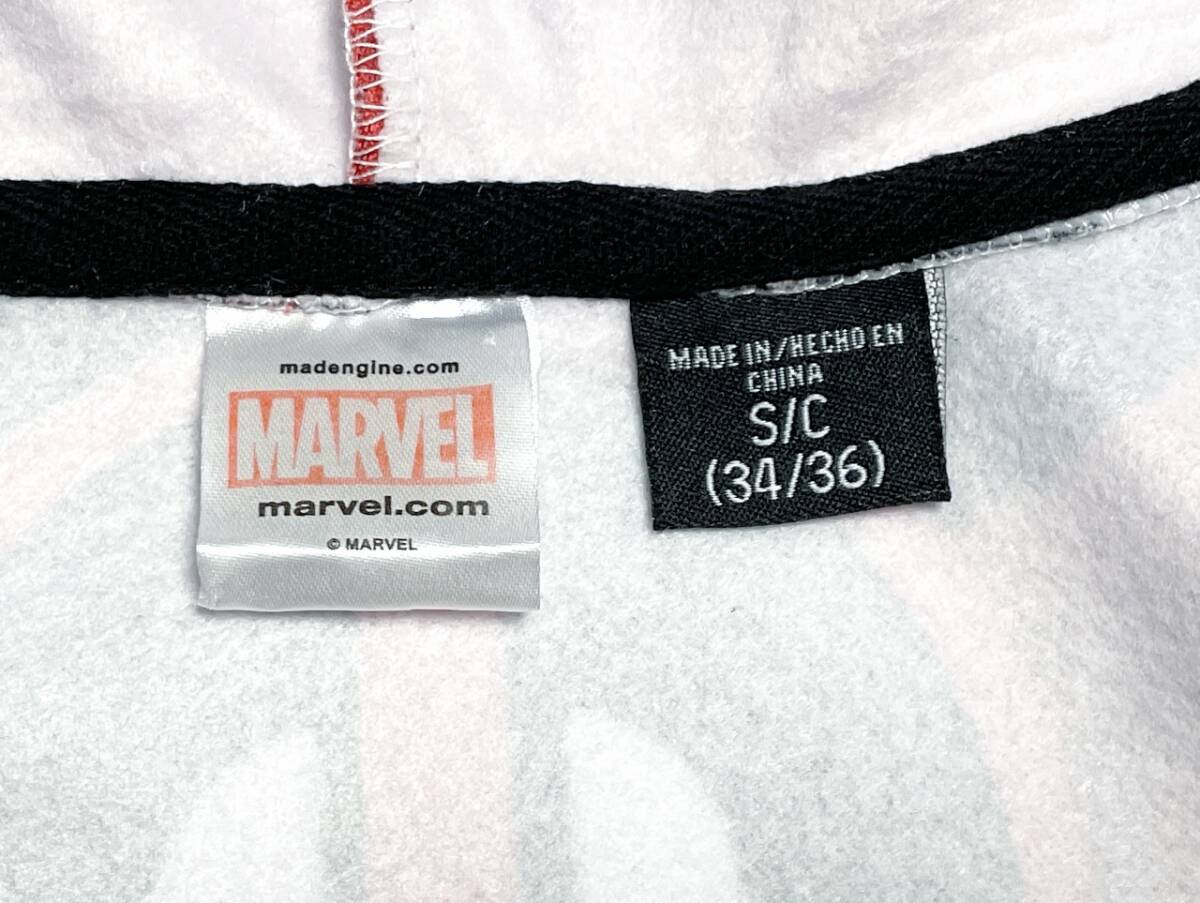 madengine.com
MARVEL
marvel.com
© MARVEL
MADE IN/HECHO EN
CHINA
S/C
(34/36)